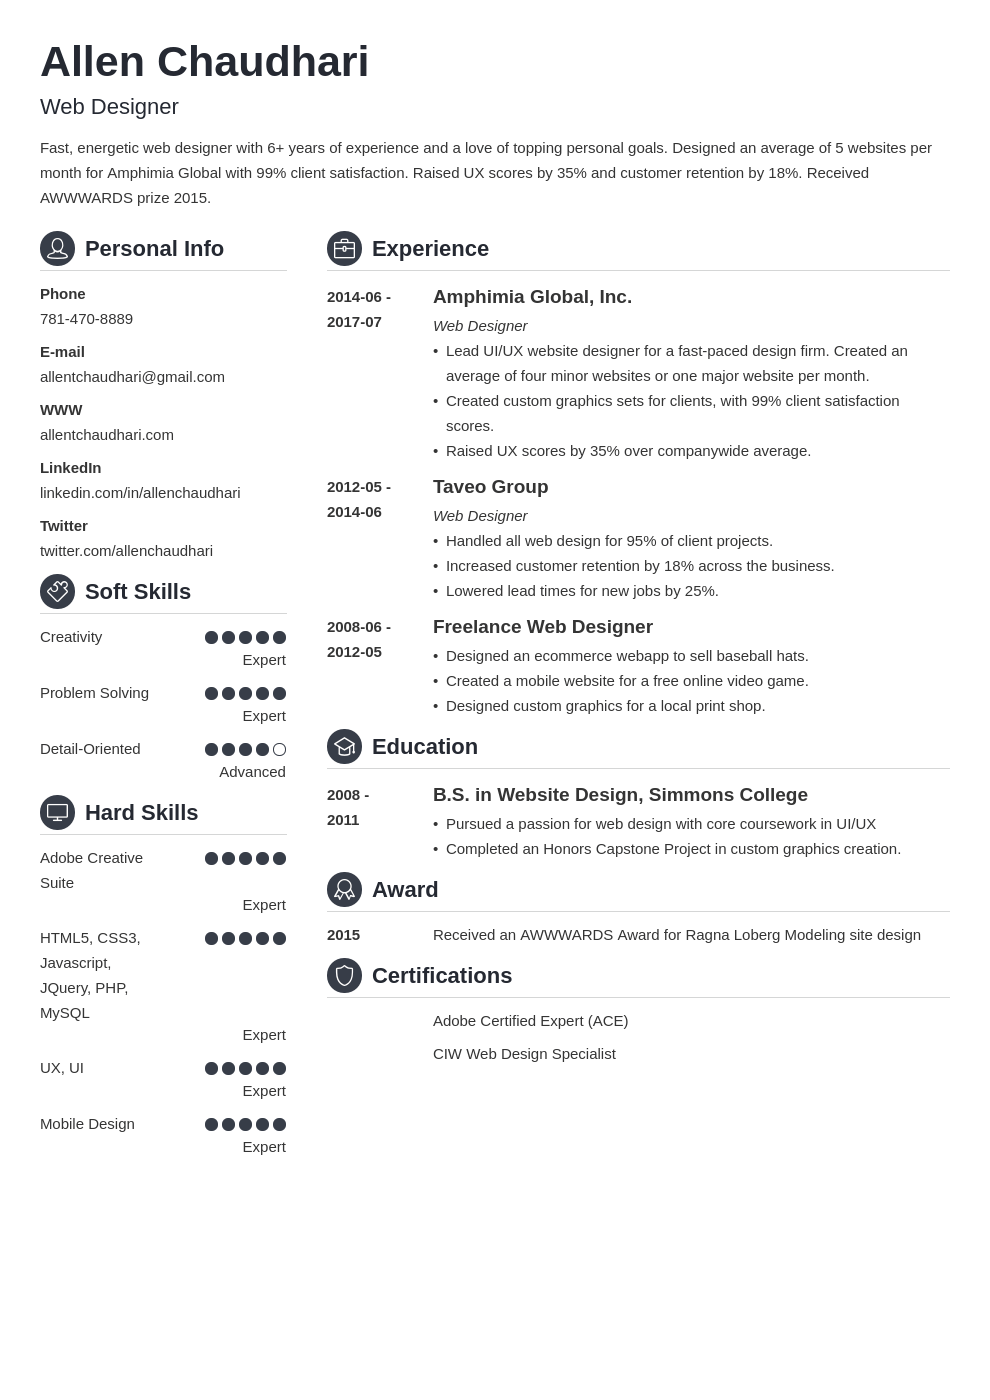 Allen Chaudhari
Web Designer
Fast, energetic web designer with 6+ years of experience and a love of topping personal goals. Designed an average of 5 websites per
month for Amphimia Global with 99% client satisfaction. Raised UX scores by 35% and customer retention by 18%. Received
AWWWARDS prize 2015.
Personal Info
Phone
781-470-8889
E-mail
allentchaudhari@gmail.com
WWW
allentchaudhari.com
LinkedIn
linkedin.com/in/allenchaudhari
Twitter
twitter.com/allenchaudhari
Soft Skills
Creativity
Expert
Problem Solving
Expert
Detail-Oriented
Advanced
Hard Skills
Adobe Creative
Suite
Expert
HTML5, CSS3,
Javascript,
JQuery, PHP,
MySQL
Expert
UX, UI
Expert
Mobile Design
Expert
Experience
2014-06 -
2017-07
Amphimia Global, Inc.
Web Designer
• Lead UI/UX website designer for a fast-paced design firm. Created an
average of four minor websites or one major website per month.
• Created custom graphics sets for clients, with 99% client satisfaction
scores.
• Raised UX scores by 35% over companywide average.
2012-05 -
2014-06
Taveo Group
Web Designer
• Handled all web design for 95% of client projects.
• Increased customer retention by 18% across the business.
• Lowered lead times for new jobs by 25%.
2008-06 -
2012-05
Freelance Web Designer
• Designed an ecommerce webapp to sell baseball hats.
• Created a mobile website for a free online video game.
• Designed custom graphics for a local print shop.
Education
2008 -
2011
B.S. in Website Design, Simmons College
• Pursued a passion for web design with core coursework in UI/UX
• Completed an Honors Capstone Project in custom graphics creation.
Award
2015
Received an AWWWARDS Award for Ragna Loberg Modeling site design
Certifications
Adobe Certified Expert (ACE)
CIW Web Design Specialist